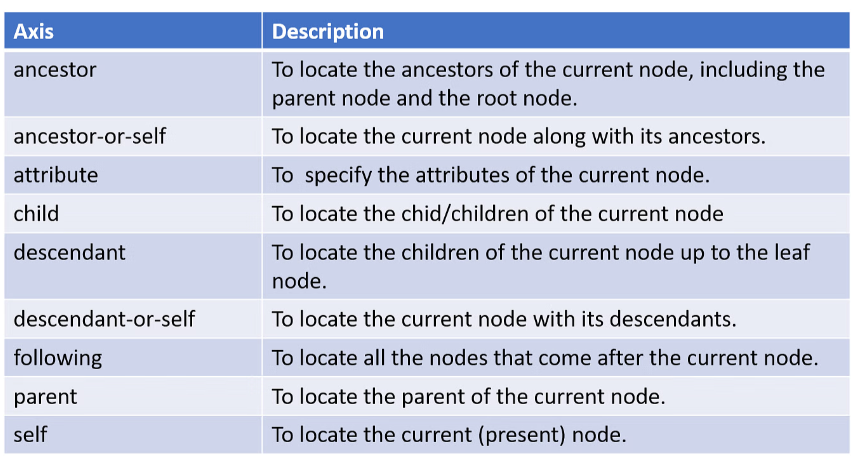 Axis Description
ancestor To locate the ancestors of the current node, including the
parent node and the root node.
ancestor-or-self To locate the current node along with its ancestors.
attribute To  specify the attributes of the current node.
child To locate the chid/children of the current node
descendant To locate the children of the current node up to the leaf
node.
descendant-or-self To locate the current node with its descendants.
following To locate all the nodes that come after the current node.
parent To locate the parent of the current node.
self To locate the current (present) node.